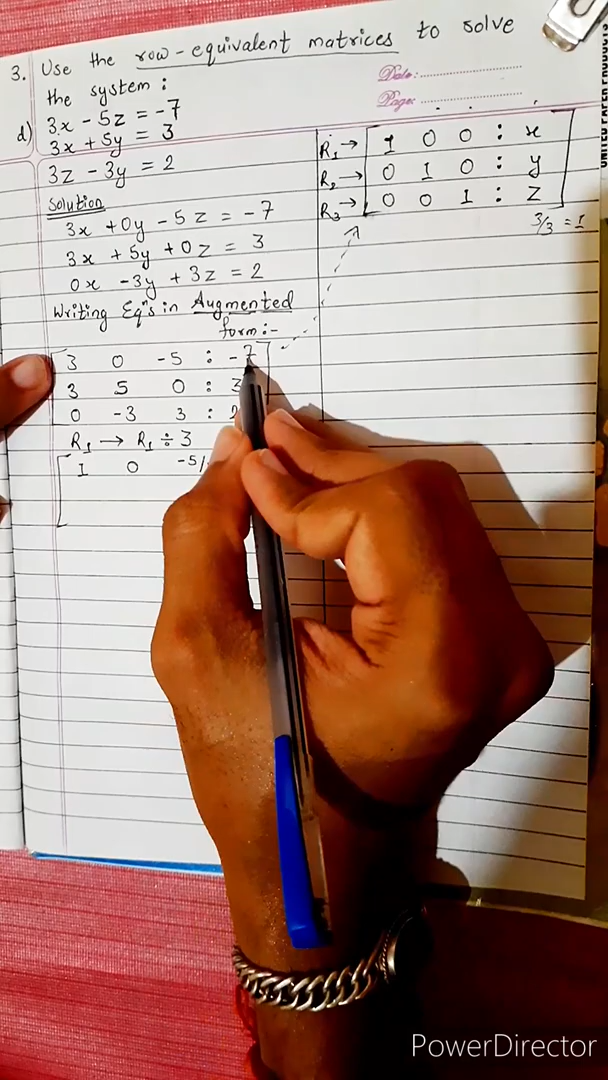 3. Use the row-equivalent matrices to solve
the system:
d) 3x - 5z = -7
3x + 5y = 3
3z - 3y = 2
Solution
3x + 0y - 5z = -7
3x + 5y + 0z = 3
0x - 3y + 3z = 2
Writing Eqⁿs in Augmented
form:-
3 0 -5 : -7
3 5 0 : 3
0 -3 3 :
R₁ → R₁ ÷ 3
1 0 -5/
Date:
Page:
R₁→ 1 0 0 : x
R₂→ 0 1 0 : y
R₃→ 0 0 1 : z
3/3 = 1
PowerDirector